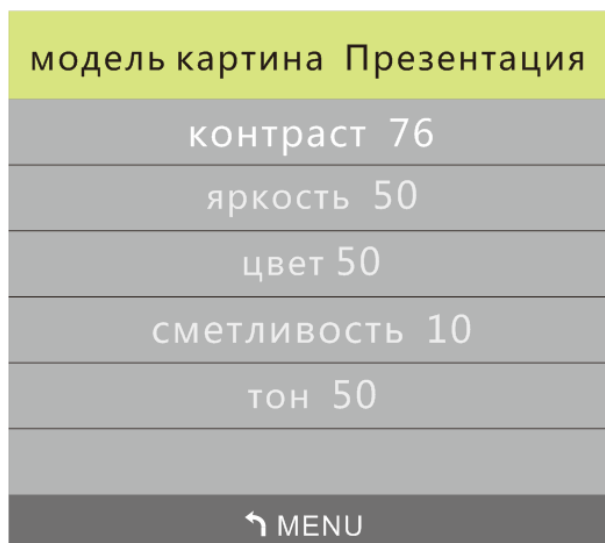 модель картина Презентация
контраст 76
яркость 50
цвет 50
сметливость 10
тон 50
MENU